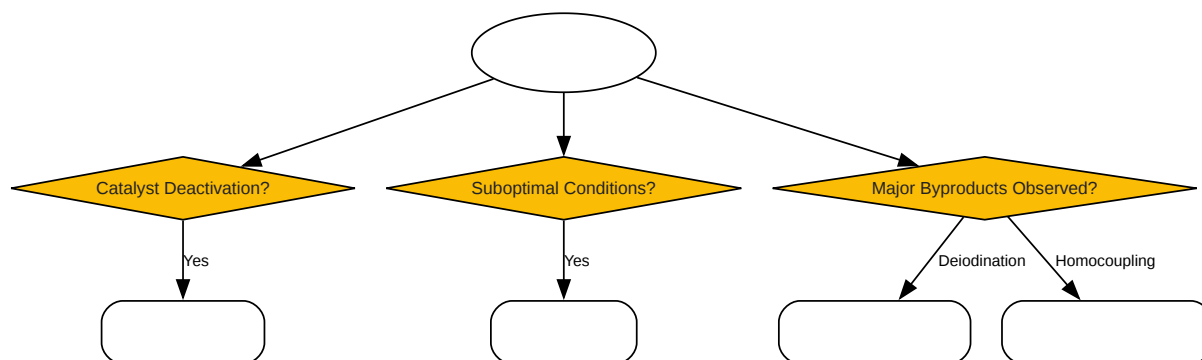 Catalyst Deactivation?
Suboptimal Conditions?
Major Byproducts Observed?
Yes
Yes
Deiodination
Homocoupling